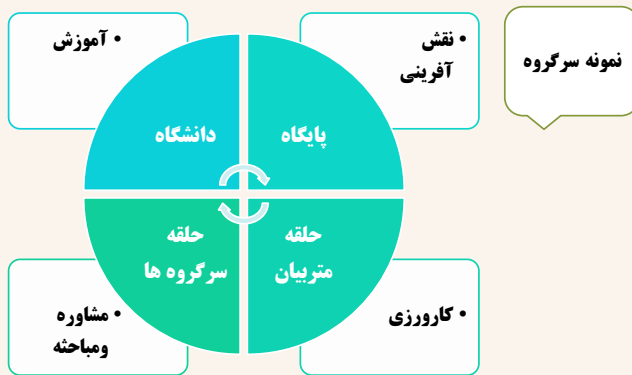 نمونه سرگروه
• نقش
آفرینی
• آموزش
پایگاه
دانشگاه
حلقه
متربیان
حلقه
سرگروه ها
• کارورزی
• مشاوره
ومباحثه